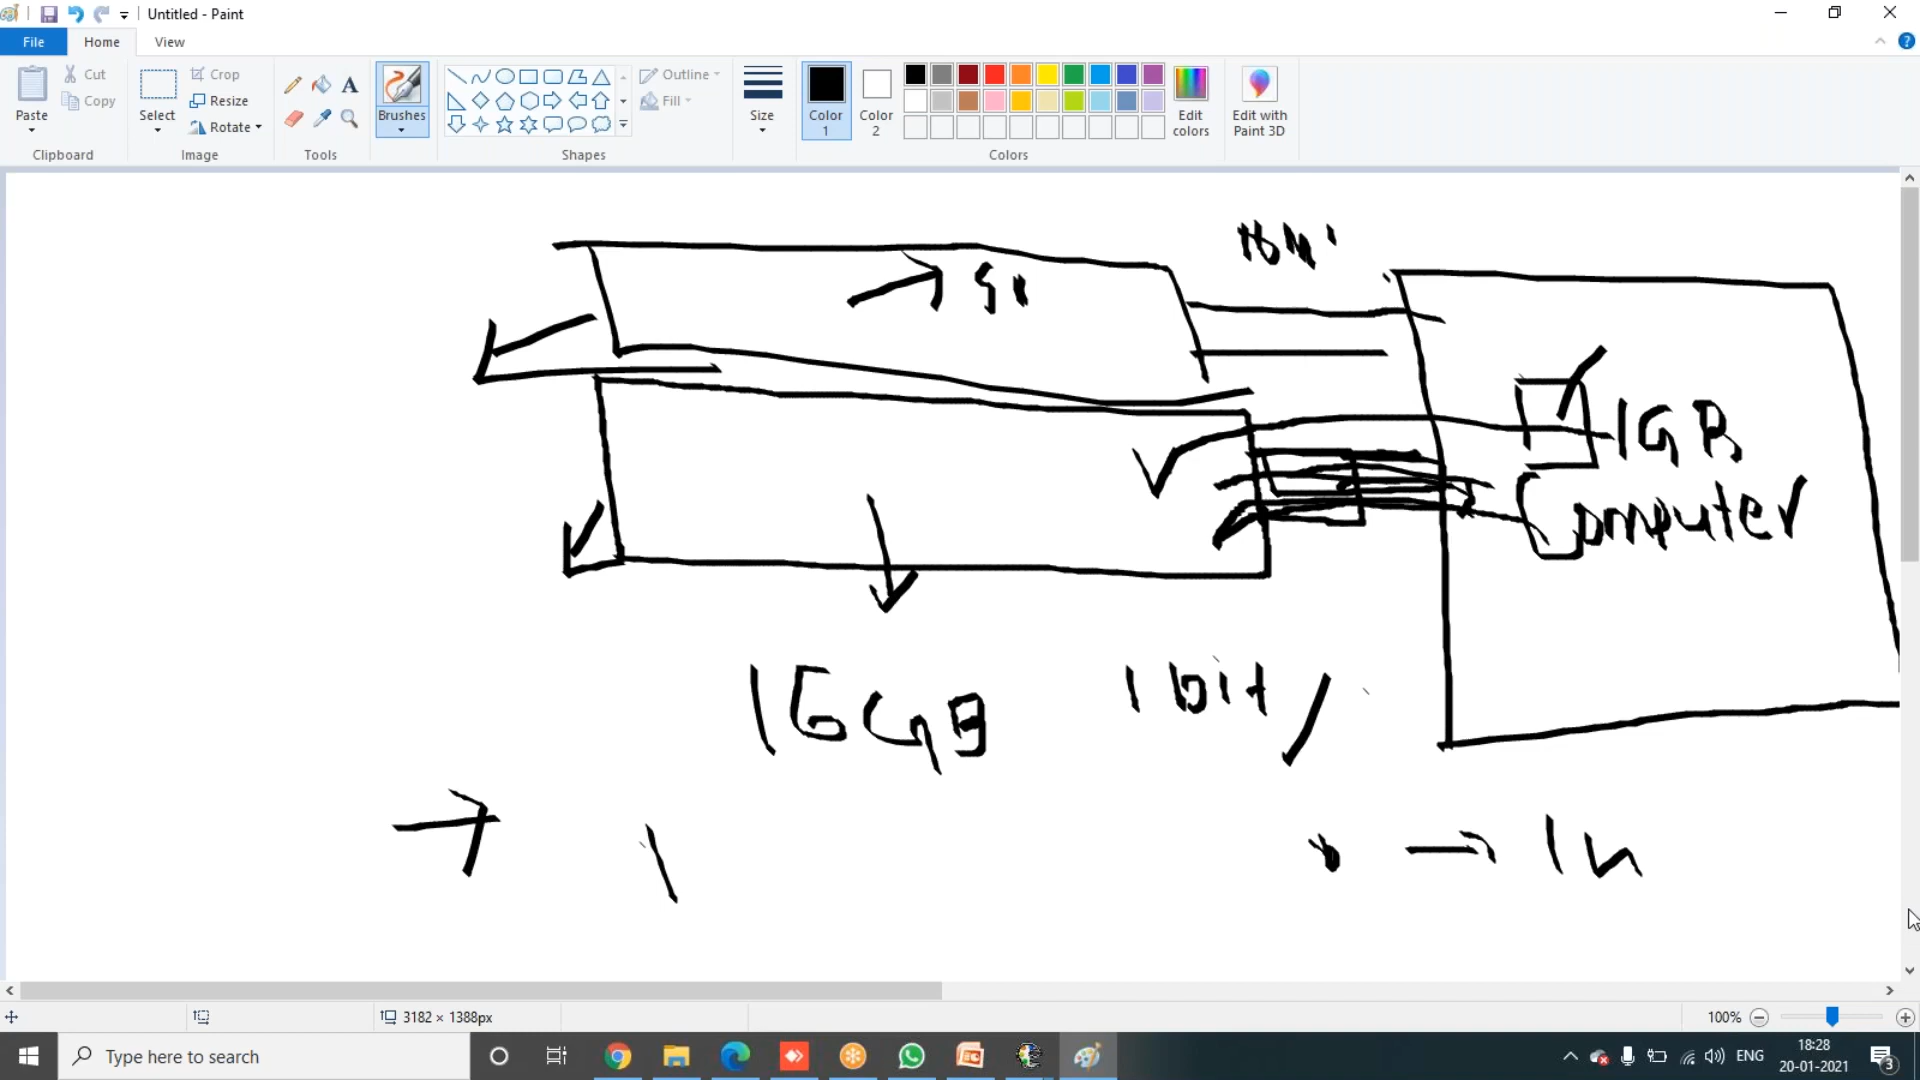 Untitled - Paint
File Home View
Cut
Copy
Paste
Clipboard
Select
Crop
Resize
Rotate
Image
Tools
Brushes
Shapes
Outline
Fill
Size
Color 1
Color 2
Edit colors
Colors
Edit with Paint 3D
1GB
Computer
16GB 1 bit/
100%
3182 × 1388px
Type here to search
ENG
18:28
20-01-2021
3